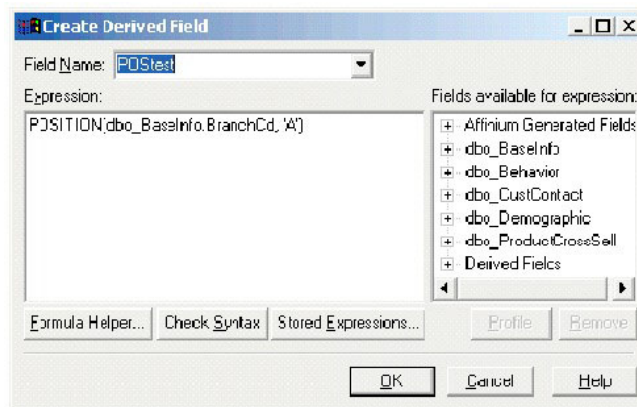 Create Derived Field
Field Name: POStest
Expression:
POSITION(dbo_BaseInfo.BranchCd, 'A')
Fields available for expression:
Affinium Generated Fields
dbo_BaseInfo
dbo_Behavior
dbo_CustContact
dbo_Demographic
dbo_ProductCrossSell
Derived Fields
Formula Helper... Check Syntax Stored Expressions... Profile Remove
OK Cancel Help